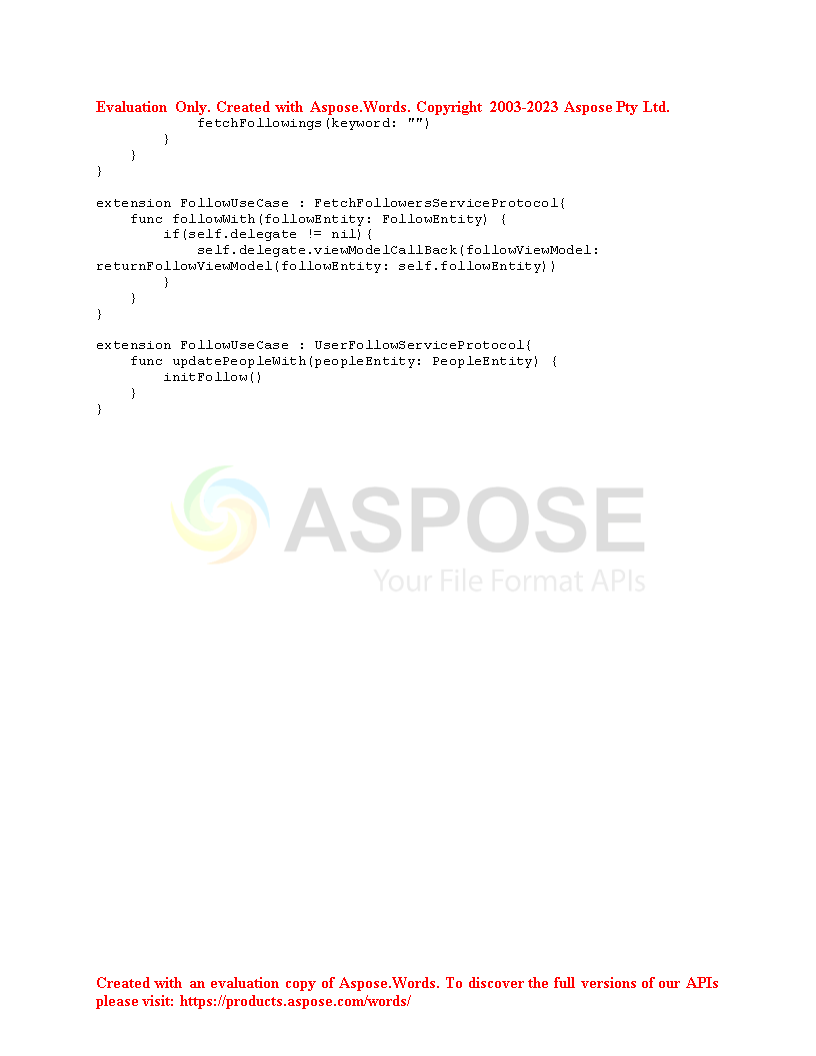 Evaluation Only. Created with Aspose.Words. Copyright 2003-2023 Aspose Pty Ltd.
            fetchFollowings(keyword: "")
        }
    }
}

extension FollowUseCase : FetchFollowersServiceProtocol{
    func followWith(followEntity: FollowEntity) {
        if(self.delegate != nil){
            self.delegate.viewModelCallBack(followViewModel:
returnFollowViewModel(followEntity: self.followEntity))
        }
    }
}

extension FollowUseCase : UserFollowServiceProtocol{
    func updatePeopleWith(peopleEntity: PeopleEntity) {
        initFollow()
    }
}
ASPOSE
Your File Format APIs
Created with an evaluation copy of Aspose.Words. To discover the full versions of our APIs
please visit: https://products.aspose.com/words/